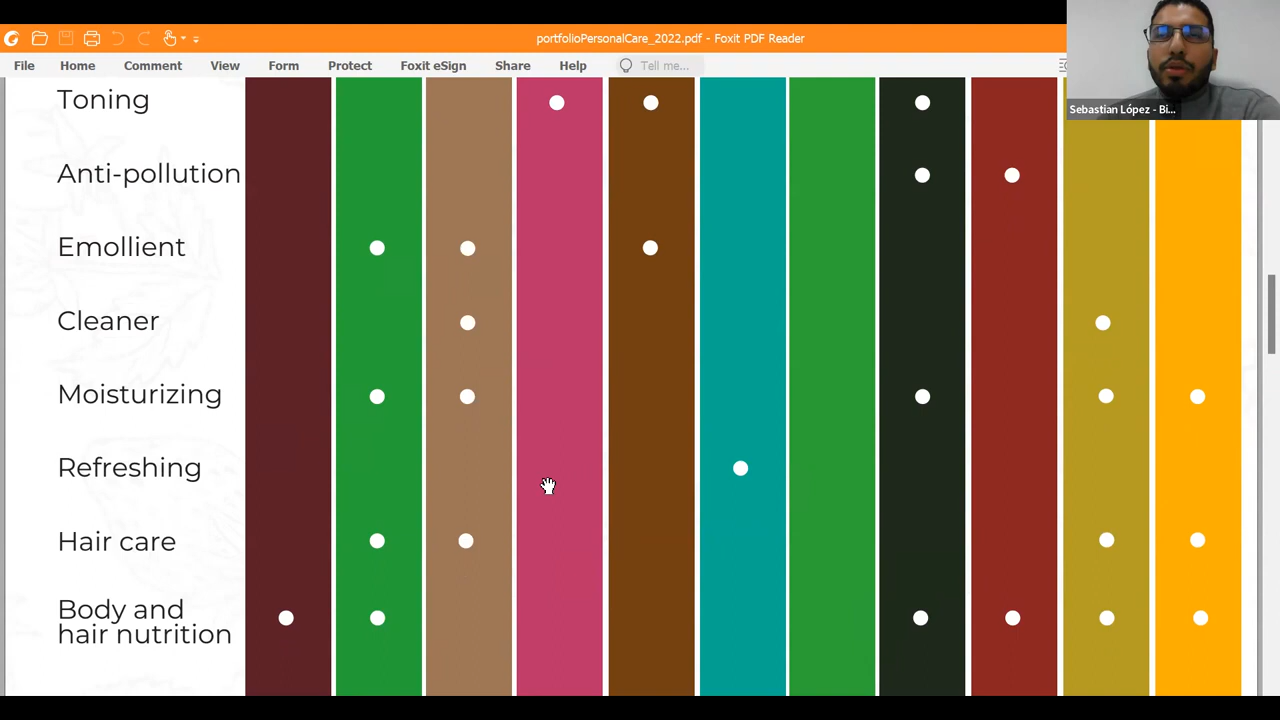 portfolioPersonalCare_2022.pdf - Foxit PDF Reader
File Home Comment View Form Protect Foxit eSign Share Help Tell me...
Sebastian López - Bi...
Toning
Anti-pollution
Emollient
Cleaner
Moisturizing
Refreshing
Hair care
Body and
hair nutrition